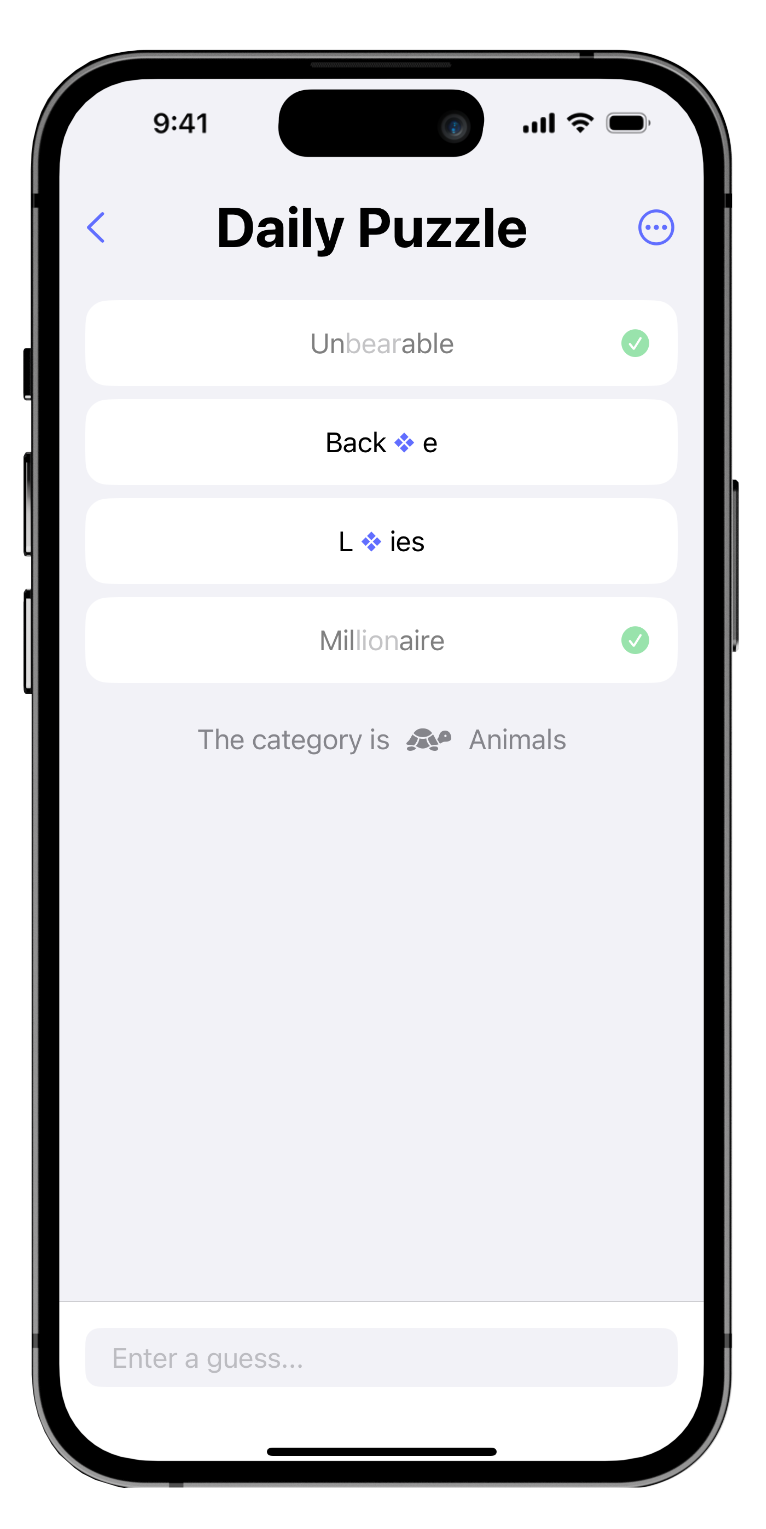 9:41
Daily Puzzle
Unbearable
Back ❖ e
L ❖ ies
Millionaire
The category is Animals
Enter a guess...